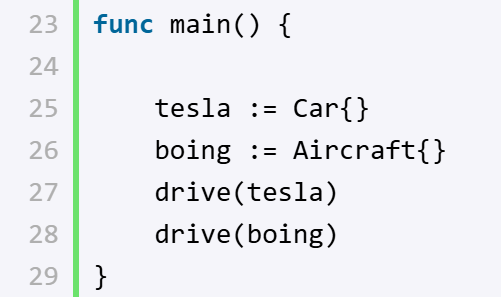 23 func main() {
24
25     tesla := Car{}
26     boing := Aircraft{}
27     drive(tesla)
28     drive(boing)
29 }